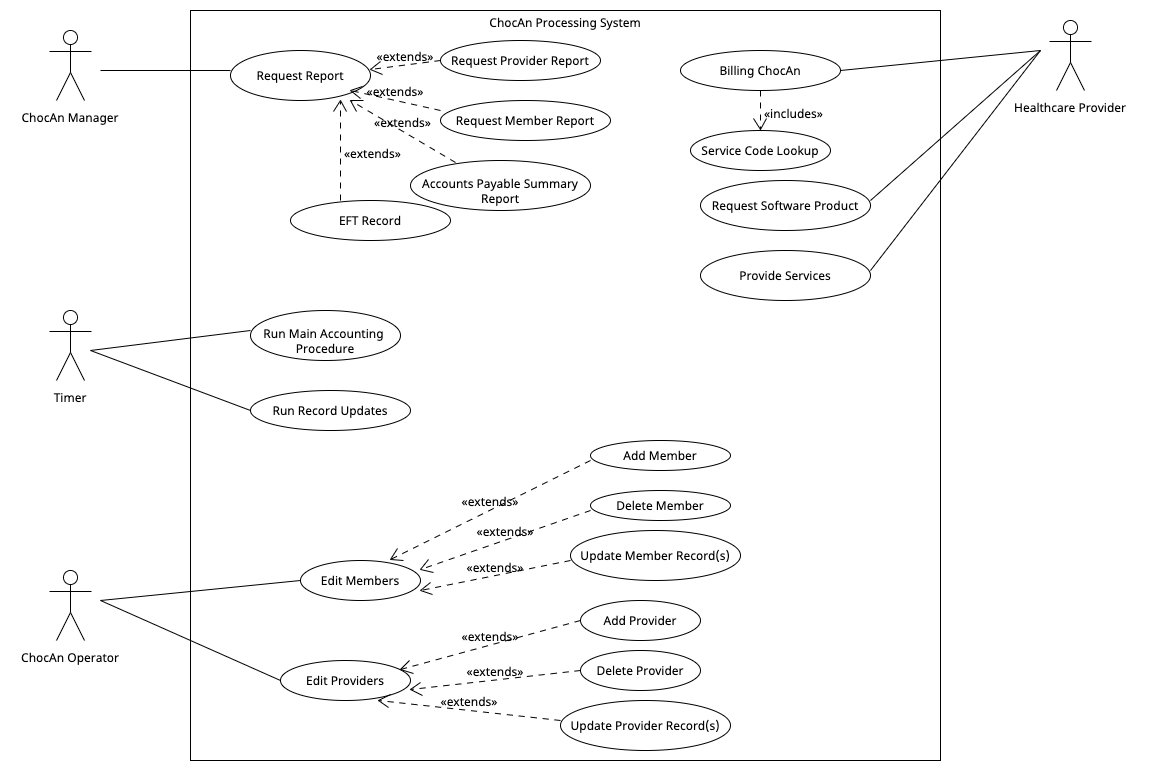 ChocAn Processing System
ChocAn Manager
Request Report
«extends»
Request Provider Report
«extends»
Request Member Report
«extends»
Accounts Payable Summary
Report
«extends»
EFT Record
Billing ChocAn
«includes»
Service Code Lookup
Request Software Product
Provide Services
Healthcare Provider
Timer
Run Main Accounting
Procedure
Run Record Updates
ChocAn Operator
Edit Members
«extends»
Add Member
«extends»
Delete Member
«extends»
Update Member Record(s)
Edit Providers
«extends»
Add Provider
«extends»
Delete Provider
«extends»
Update Provider Record(s)